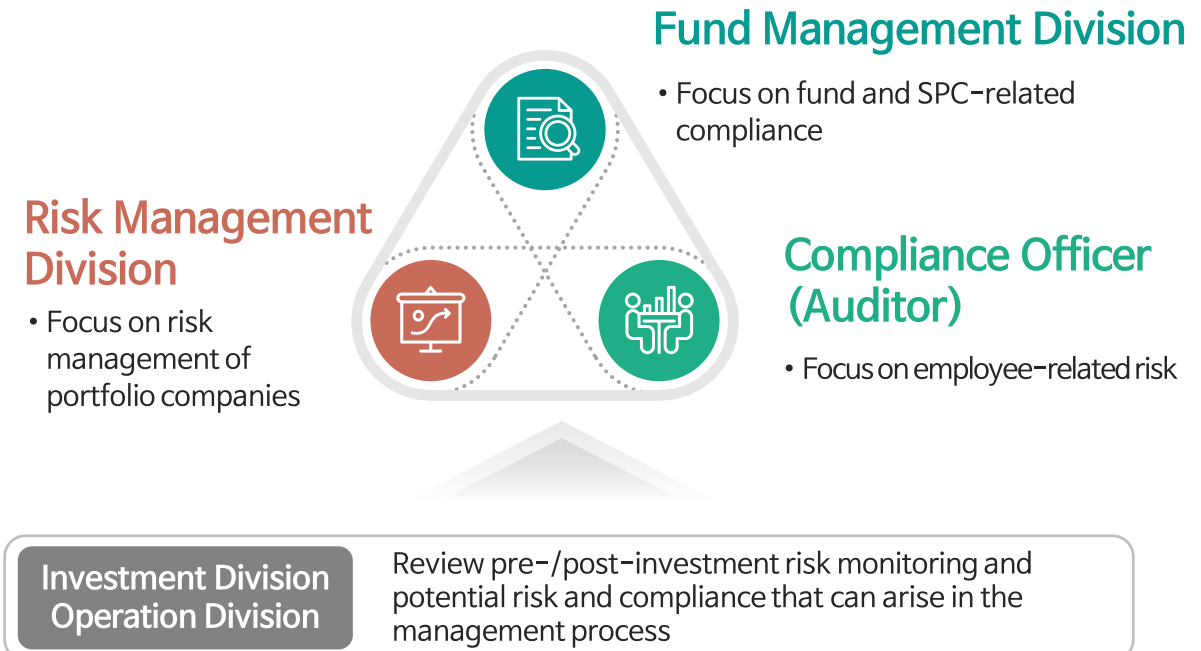 Fund Management Division
• Focus on fund and SPC-related
compliance
Risk Management
Division
• Focus on risk
management of
portfolio companies
Compliance Officer
(Auditor)
• Focus on employee-related risk
Investment Division
Operation Division
Review pre-/post-investment risk monitoring and
potential risk and compliance that can arise in the
management process